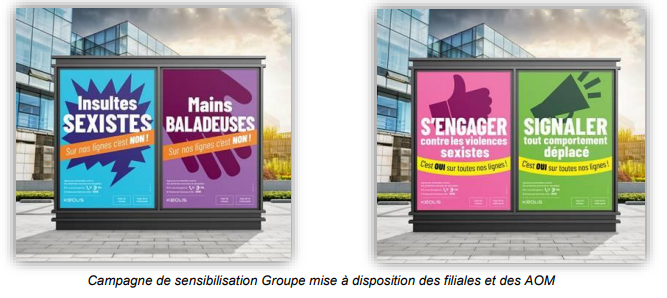 Insultes
SEXISTES
Sur nos lignes c'est NON !
KEOLIS
Mains
BALADEUSES
Sur nos lignes c'est NON !
S'ENGAGER
contre les violences
sexistes
C'est OUI sur toutes nos lignes !
KEOLIS
SIGNALER
tout comportement
déplacé
C'est OUI sur toutes nos lignes !
Campagne de sensibilisation Groupe mise à disposition des filiales et des AOM